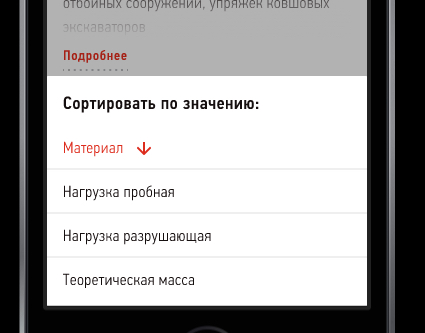 отбойных сооружений, упряжек ковшовых
экскаваторов
Подробнее
Сортировать по значению:
Материал
Нагрузка пробная
Нагрузка разрушающая
Теоретическая масса